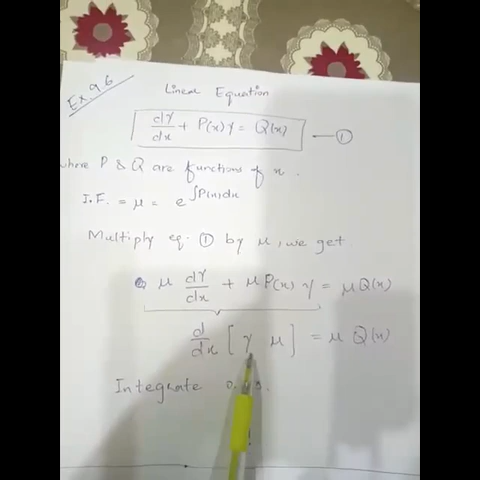 Ex. 9.6
Linear Equation
dy/dx + P(x)y = Q(x) —①
where P & Q are functions of x.
I.F. = μ = e^∫P(x)dx
Multiply eq. ① by μ, we get.
μ dy/dx + μP(x) y = μQ(x)
d/dx [y μ] = μ Q(x)
Integrate